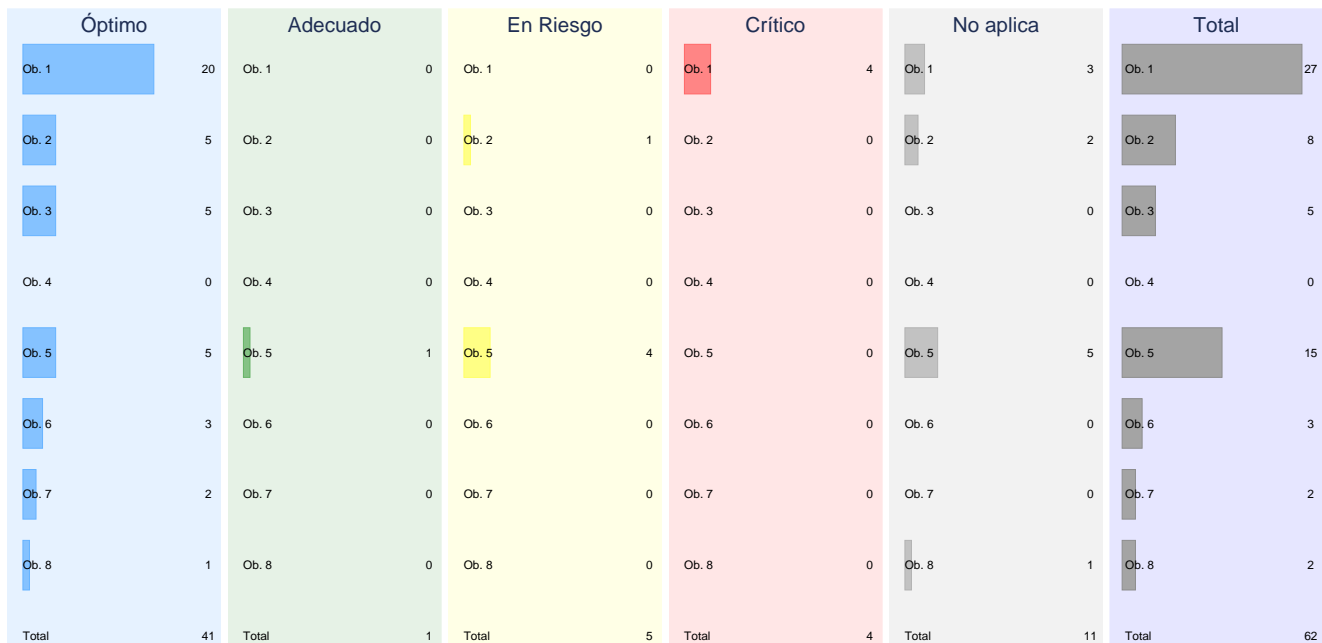 Óptimo Adecuado En Riesgo Crítico No aplica Total
Ob. 1 20 Ob. 1 0 Ob. 1 0 Ob. 1 4 Ob. 1 3 Ob. 1 27
Ob. 2 5 Ob. 2 0 Ob. 2 1 Ob. 2 0 Ob. 2 2 Ob. 2 8
Ob. 3 5 Ob. 3 0 Ob. 3 0 Ob. 3 0 Ob. 3 0 Ob. 3 5
Ob. 4 0 Ob. 4 0 Ob. 4 0 Ob. 4 0 Ob. 4 0 Ob. 4 0
Ob. 5 5 Ob. 5 1 Ob. 5 4 Ob. 5 0 Ob. 5 5 Ob. 5 15
Ob. 6 3 Ob. 6 0 Ob. 6 0 Ob. 6 0 Ob. 6 0 Ob. 6 3
Ob. 7 2 Ob. 7 0 Ob. 7 0 Ob. 7 0 Ob. 7 0 Ob. 7 2
Ob. 8 1 Ob. 8 0 Ob. 8 0 Ob. 8 0 Ob. 8 1 Ob. 8 2
Total 41 Total 1 Total 5 Total 4 Total 11 Total 62